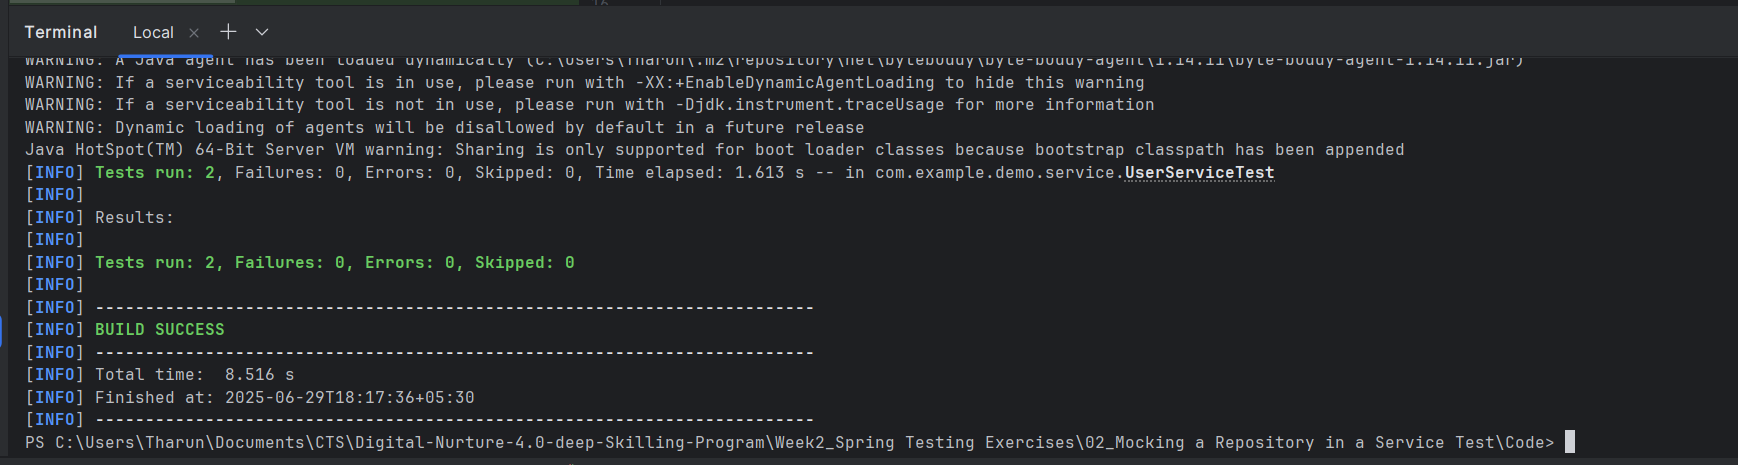 16
Terminal Local
WARNING: A Java agent has been loaded dynamically (C:\Users\Tharun\.m2\repository\net\bytebuddy\byte-buddy-agent\1.14.11\byte-buddy-agent-1.14.11.jar)
WARNING: If a serviceability tool is in use, please run with -XX:+EnableDynamicAgentLoading to hide this warning
WARNING: If a serviceability tool is not in use, please run with -Djdk.instrument.traceUsage for more information
WARNING: Dynamic loading of agents will be disallowed by default in a future release
Java HotSpot(TM) 64-Bit Server VM warning: Sharing is only supported for boot loader classes because bootstrap classpath has been appended
[INFO] Tests run: 2, Failures: 0, Errors: 0, Skipped: 0, Time elapsed: 1.613 s -- in com.example.demo.service.UserServiceTest
[INFO]
[INFO] Results:
[INFO]
[INFO] Tests run: 2, Failures: 0, Errors: 0, Skipped: 0
[INFO]
[INFO] ------------------------------------------------------------------------
[INFO] BUILD SUCCESS
[INFO] ------------------------------------------------------------------------
[INFO] Total time:  8.516 s
[INFO] Finished at: 2025-06-29T18:17:36+05:30
[INFO] ------------------------------------------------------------------------
PS C:\Users\Tharun\Documents\CTS\Digital-Nurture-4.0-deep-Skilling-Program\Week2_Spring Testing Exercises\02_Mocking a Repository in a Service Test\Code>